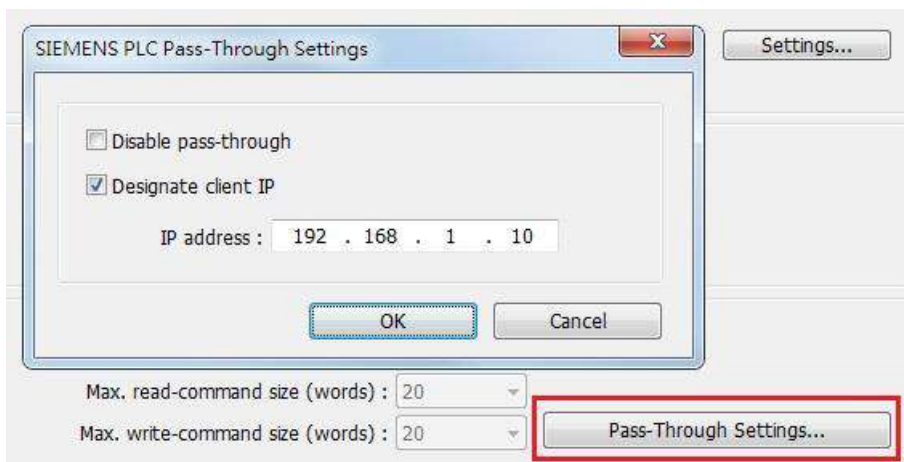 SIEMENS PLC Pass-Through Settings
Settings...
Disable pass-through
Designate client IP
IP address : 192 . 168 . 1 . 10
OK Cancel
Max. read-command size (words) : 20
Max. write-command size (words) : 20
Pass-Through Settings...